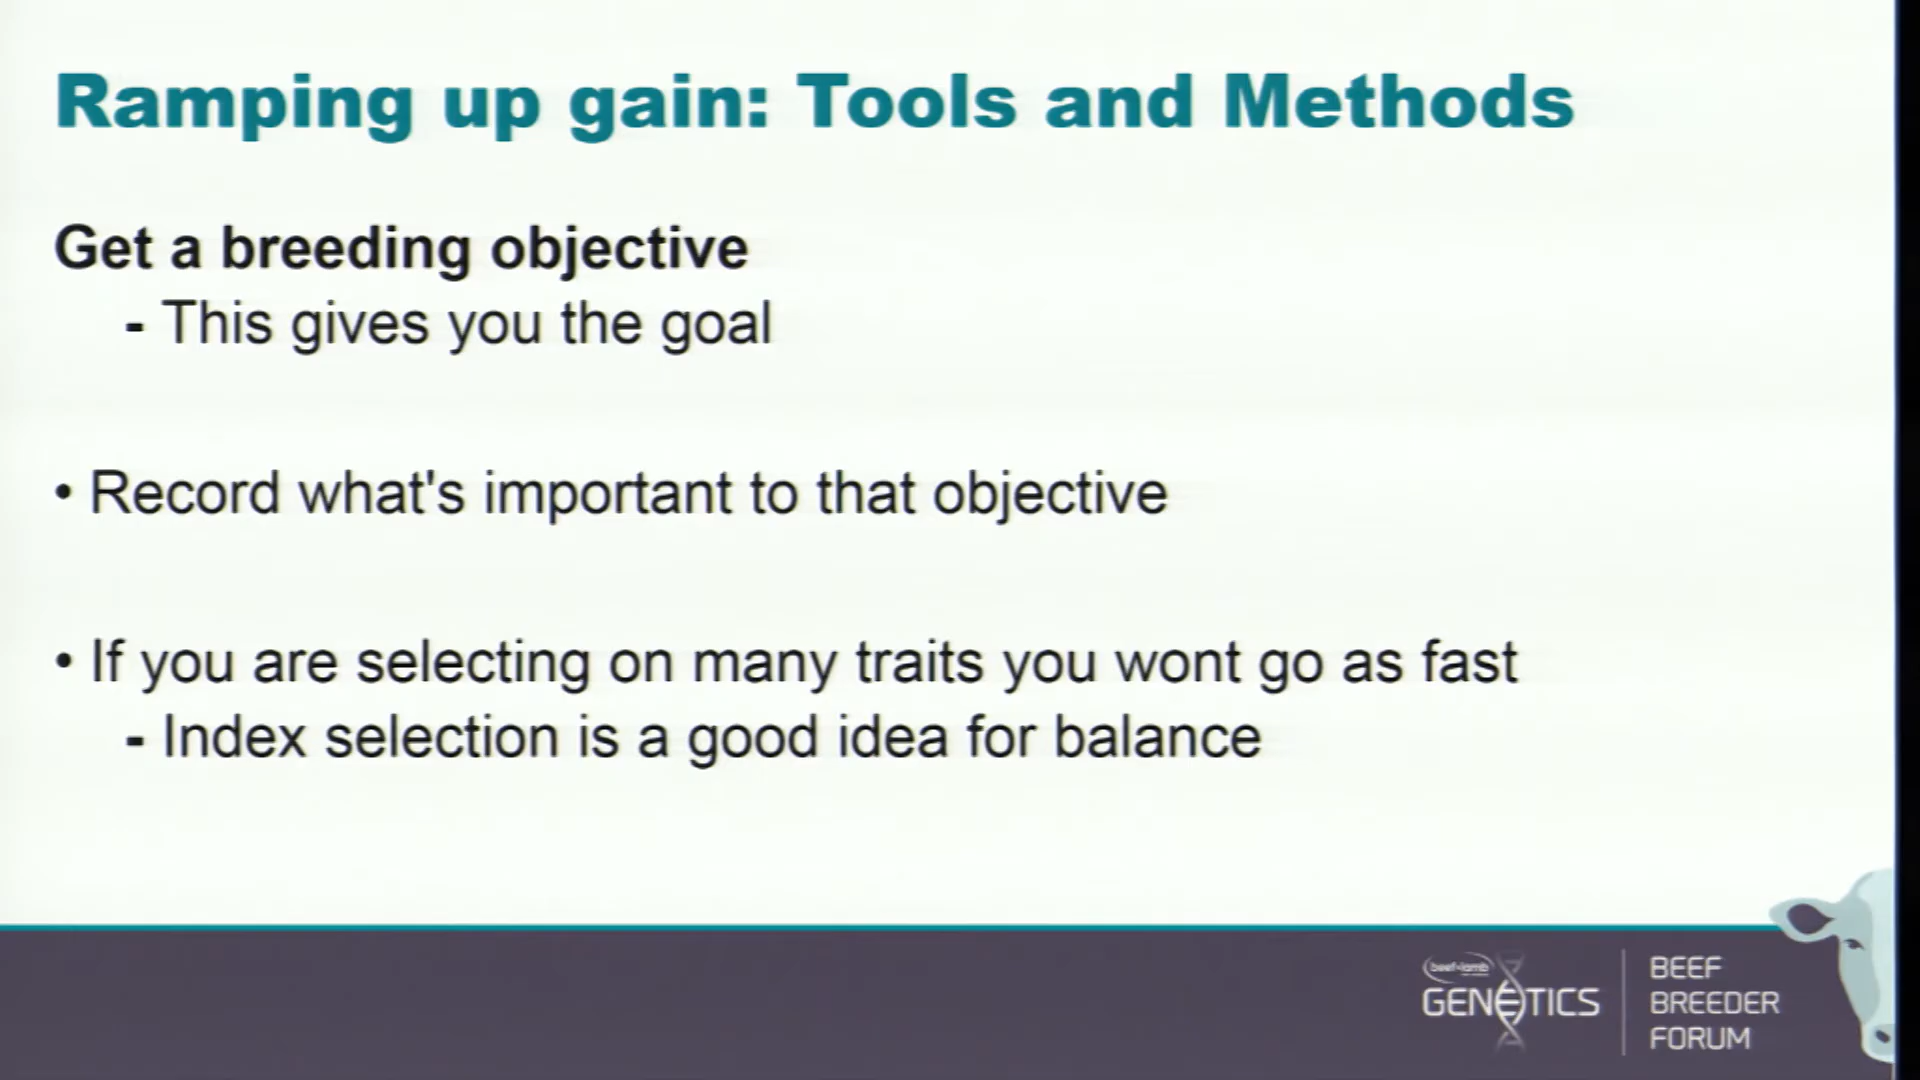 Ramping up gain: Tools and Methods
Get a breeding objective
- This gives you the goal
• Record what's important to that objective
• If you are selecting on many traits you wont go as fast
- Index selection is a good idea for balance
beef+lamb
GENETICS
BEEF
BREEDER
FORUM